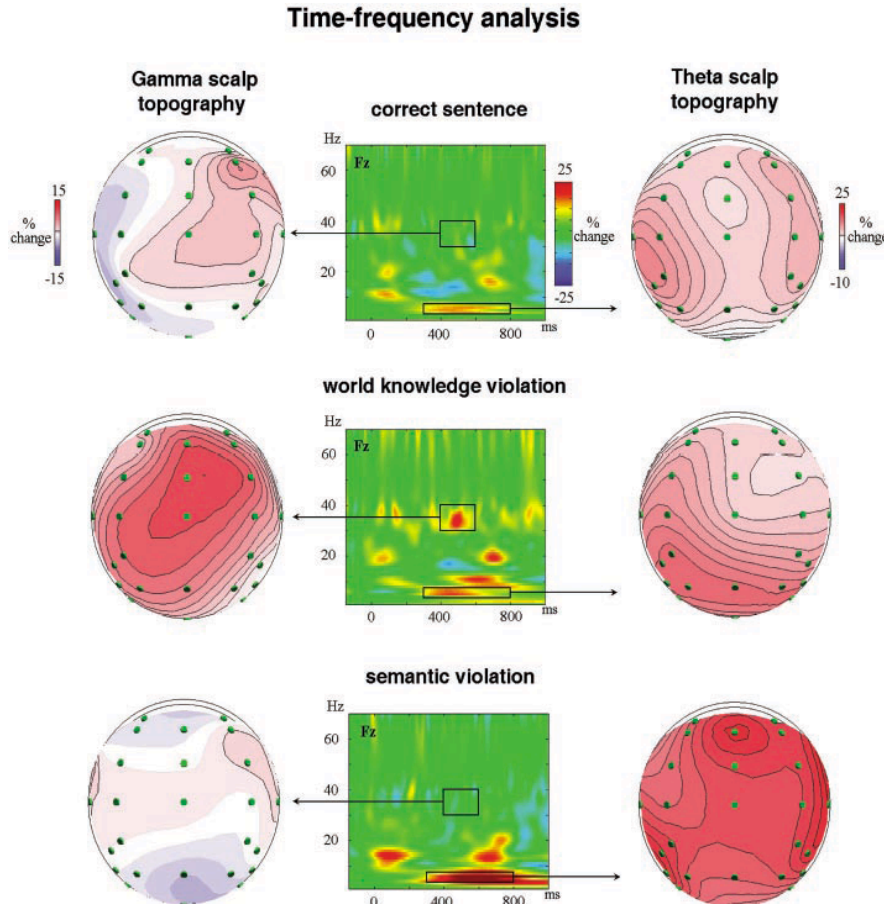 Time-frequency analysis
Gamma scalp
topography
correct sentence
Theta scalp
topography
Hz
Fz
60
40
20
0
400
800
ms
15
%
change
-15
25
%
change
-25
25
%
change
-10
world knowledge violation
Hz
Fz
60
40
20
0
400
800
ms
semantic violation
Hz
Fz
60
40
20
0
400
800
ms